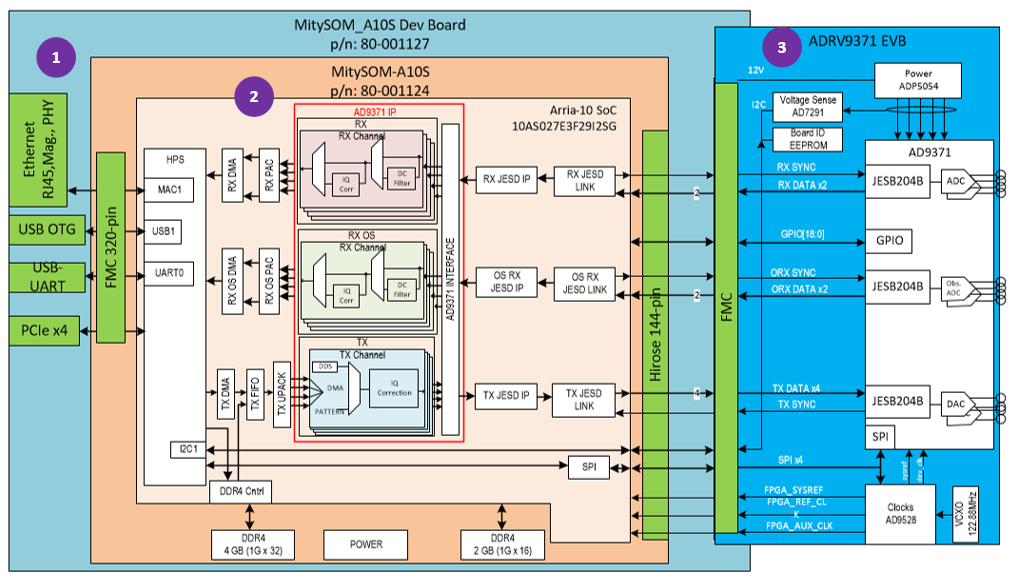 MitySOM_A10S Dev Board
p/n: 80-001127
1
Ethernet
RJ45,Mag., PHY
USB OTG
USB-
UART
PCIe x4
FMC 320-pin
MitySOM-A10S
p/n: 80-001124
2
Arria-10 SoC
10AS027E3F29I2SG
HPS
MAC1
USB1
UART0
I2C1
DDR4 Cntrl
DDR4
4 GB (1G x 32)
POWER
DDR4
2 GB (1G x 16)
AD9371 IP
RX
RX Channel
IQ
Corr
DC
Filter
RX DMA
RX PAC
RX OS
RX Channel
IQ
Corr
DC
Filter
RX OS DMA
RX OS PAC
TX
TX Channel
DDS
DMA
PATTERN
IQ
Correction
TX DMA
TX FIFO
TX UPACK
AD9371 INTERFACE
RX JESD IP
RX JESD
LINK
OS RX
JESD IP
OS RX
JESD LINK
TX JESD IP
TX JESD
LINK
SPI
Hirose 144-pin
2
2
4
FMC
3
ADRV9371 EVB
12V
Power
ADP5054
I2C
Voltage Sense
AD7291
Board ID
EEPROM
AD9371
RX SYNC
RX DATA x2
JESB204B
ADC
GPIO[18:0]
GPIO
ORX SYNC
ORX DATA x2
JESB204B
Obs.
ADC
TX DATA x4
TX SYNC
JESB204B
DAC
SPI
SPI x4
sysref
dev_clk
FPGA_SYSREF
FPGA_REF_CL
K
FPGA_AUX_CLK
Clocks
AD9528
VCXO
122.88MHz